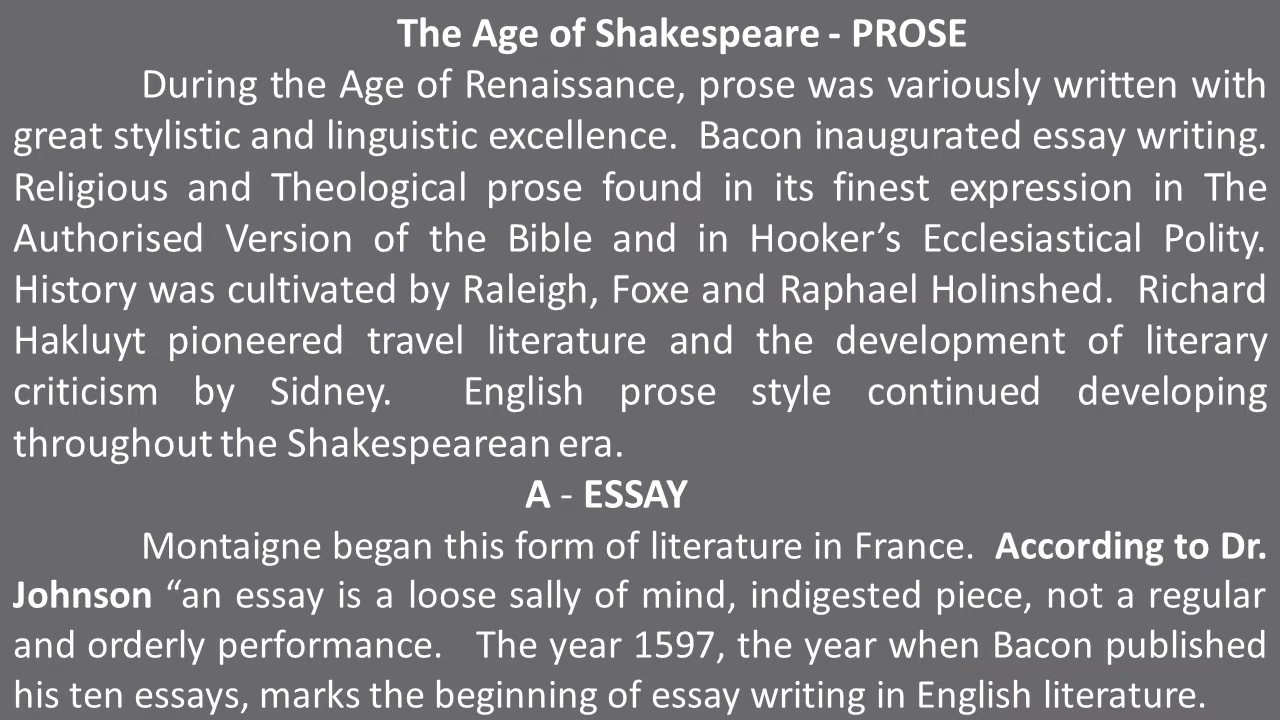 The Age of Shakespeare - PROSE
During the Age of Renaissance, prose was variously written with
great stylistic and linguistic excellence.  Bacon inaugurated essay writing.
Religious and Theological prose found in its finest expression in The
Authorised Version of the Bible and in Hooker’s Ecclesiastical Polity.
History was cultivated by Raleigh, Foxe and Raphael Holinshed.  Richard
Hakluyt pioneered travel literature and the development of literary
criticism by Sidney.  English prose style continued developing
throughout the Shakespearean era.
A - ESSAY
Montaigne began this form of literature in France.  According to Dr.
Johnson “an essay is a loose sally of mind, indigested piece, not a regular
and orderly performance.  The year 1597, the year when Bacon published
his ten essays, marks the beginning of essay writing in English literature.